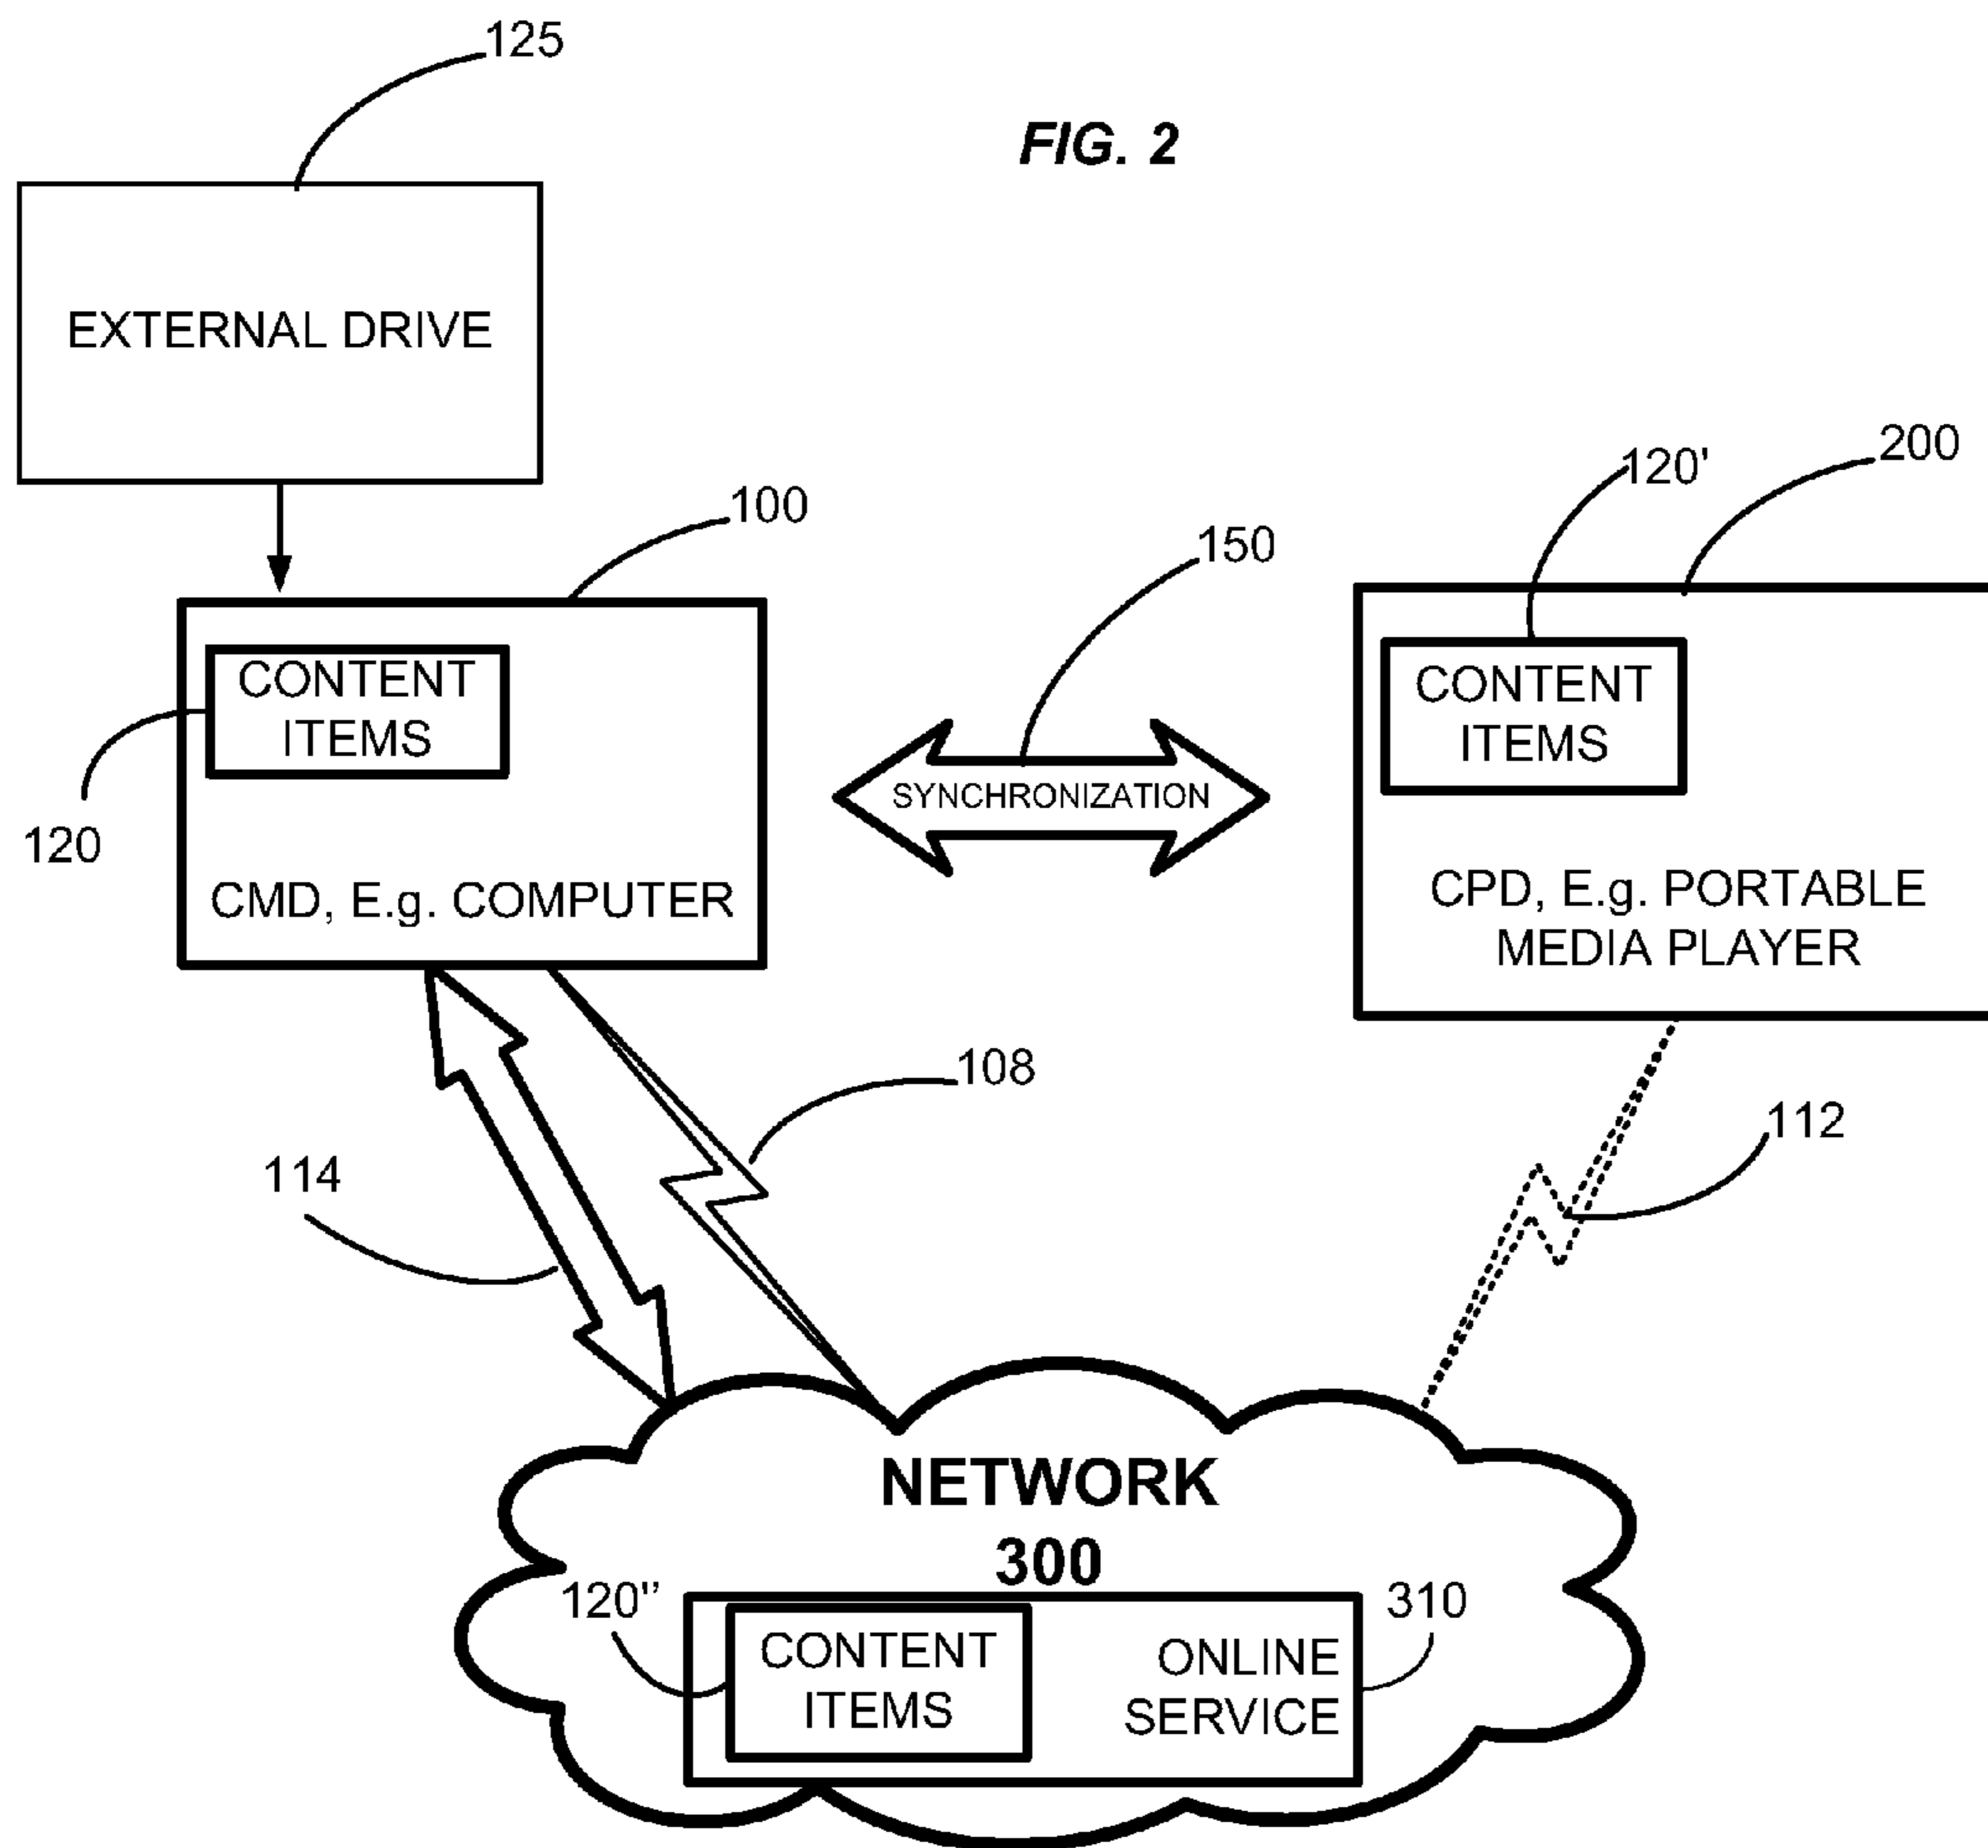 125
FIG. 2
EXTERNAL DRIVE
100
150
120'
200
CONTENT
ITEMS
120
CMD, E.g. COMPUTER
SYNCHRONIZATION
CONTENT
ITEMS
CPD, E.g. PORTABLE
MEDIA PLAYER
108
114
112
NETWORK
300
120"
310
CONTENT
ITEMS
ONLINE
SERVICE